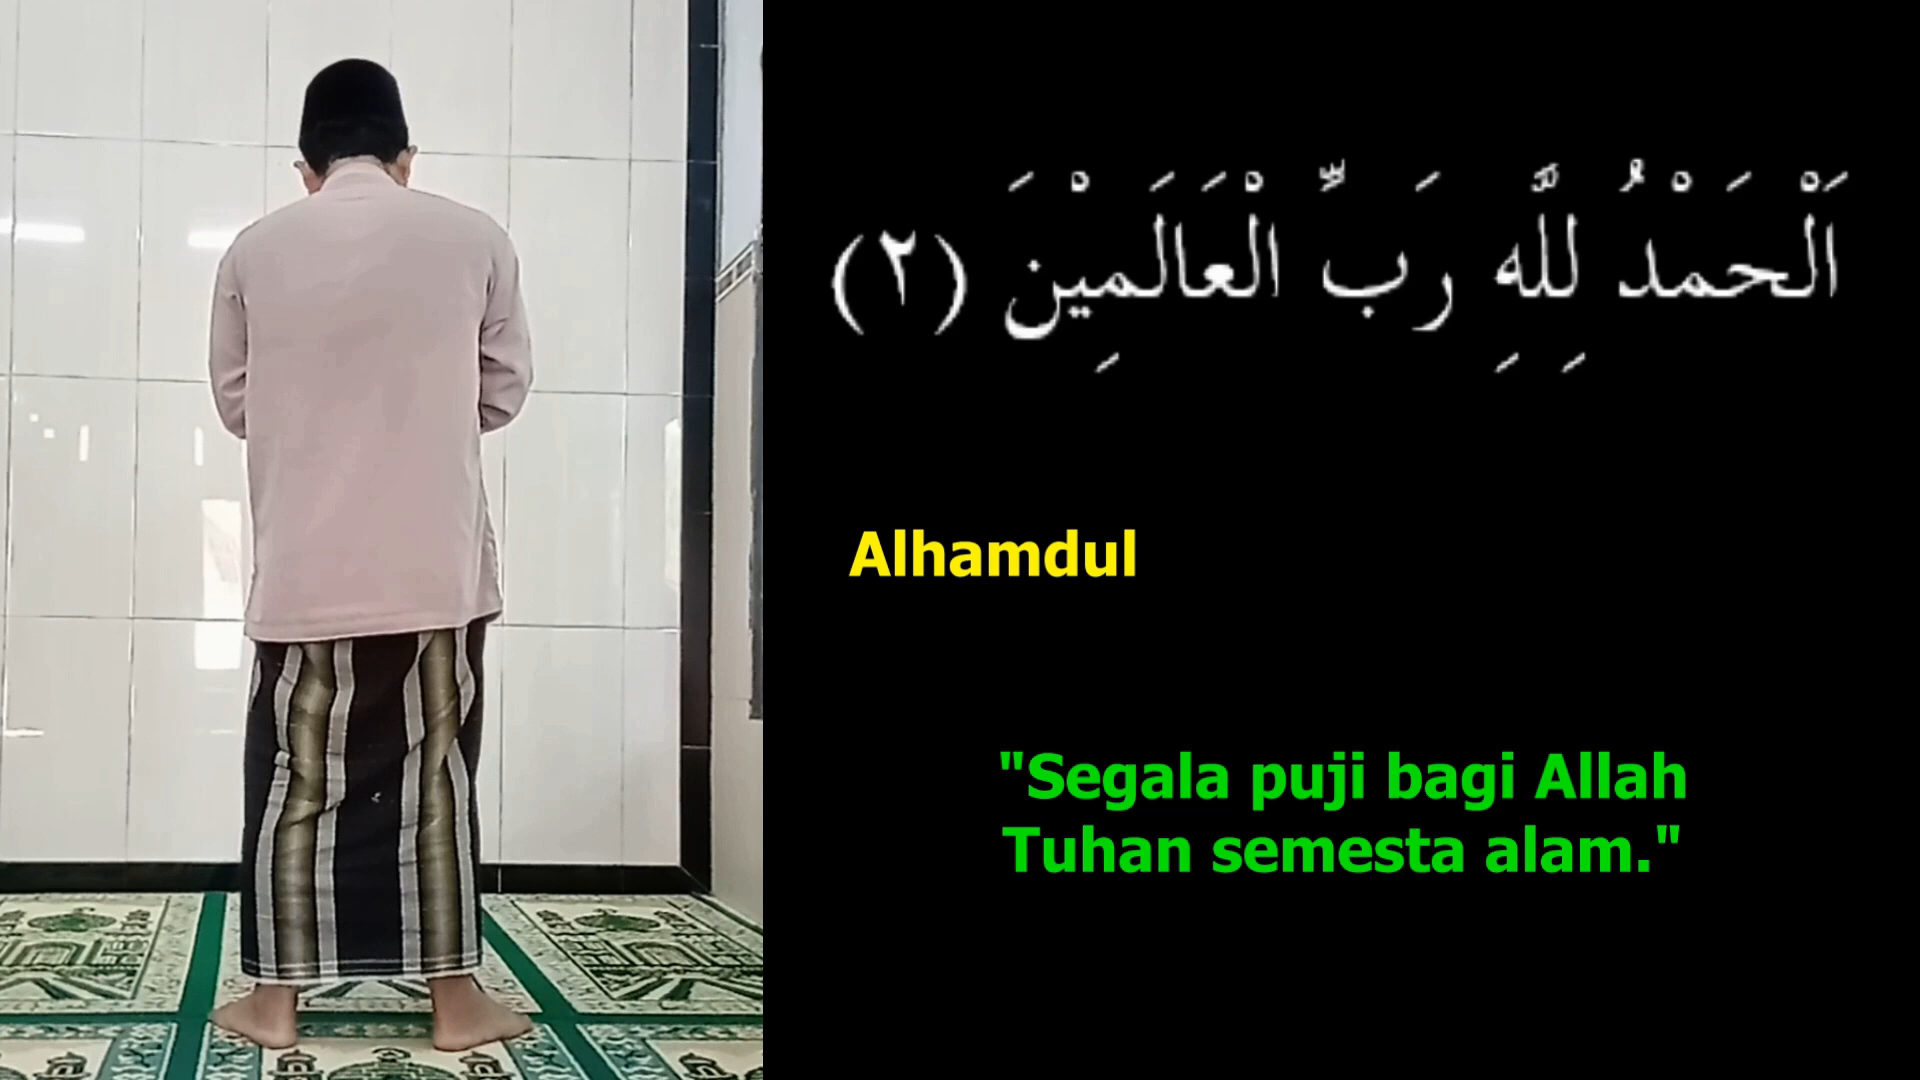 اَلْحَمْدُ لِلَّهِ رَبِّ الْعَالَمِيْنَ (٢)
Alhamdul
"Segala puji bagi Allah
Tuhan semesta alam."